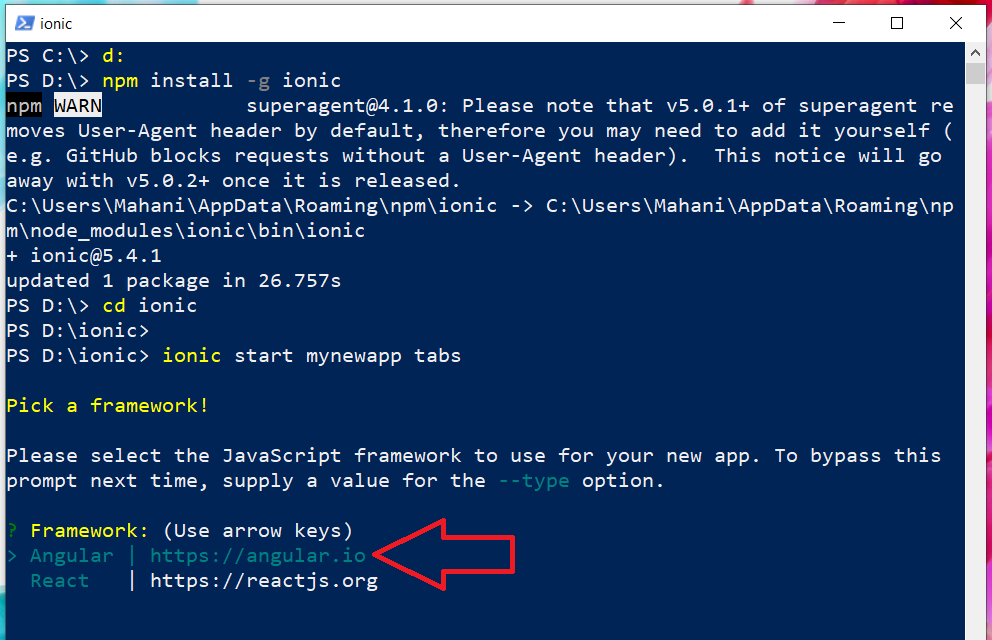 ionic
PS C:\> d:
PS D:\> npm install -g ionic
npm WARN            superagent@4.1.0: Please note that v5.0.1+ of superagent re
moves User-Agent header by default, therefore you may need to add it yourself (
e.g. GitHub blocks requests without a User-Agent header).  This notice will go
away with v5.0.2+ once it is released.
C:\Users\Mahani\AppData\Roaming\npm\ionic -> C:\Users\Mahani\AppData\Roaming\np
m\node_modules\ionic\bin\ionic
+ ionic@5.4.1
updated 1 package in 26.757s
PS D:\> cd ionic
PS D:\ionic>
PS D:\ionic> ionic start mynewapp tabs
Pick a framework!
Please select the JavaScript framework to use for your new app. To bypass this
prompt next time, supply a value for the --type option.
? Framework: (Use arrow keys)
> Angular | https://angular.io
  React   | https://reactjs.org